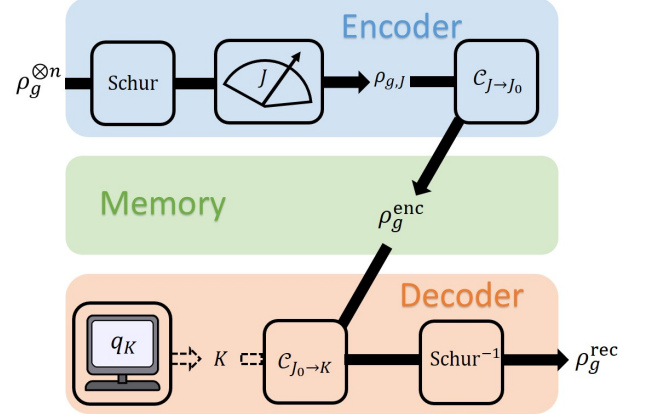 Encoder
ρ_g^{⊗n} Schur J ρ_{g,J} 𝒞_{J→J_0}
Memory
ρ_g^{enc}
Decoder
q_K K 𝒞_{J_0→K} Schur^{-1} ρ_g^{rec}